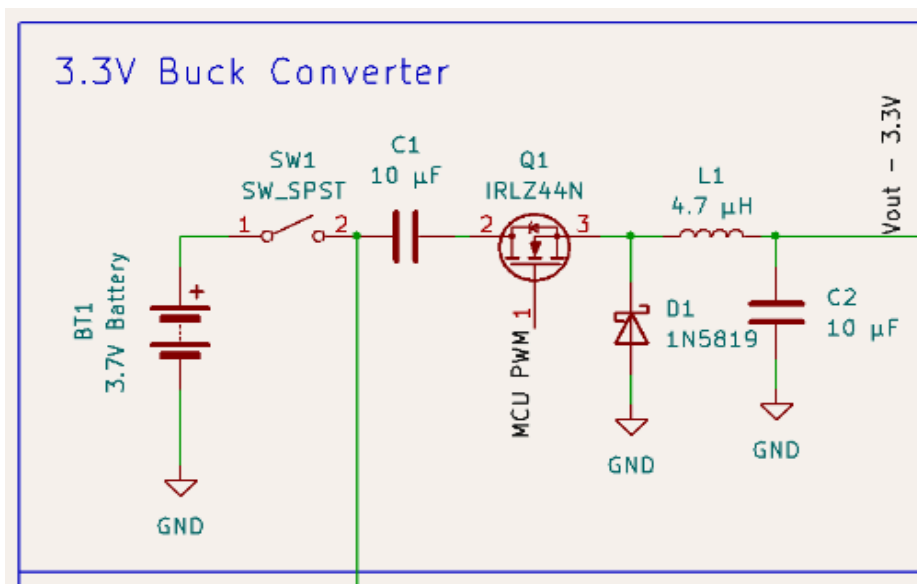 3.3V Buck Converter
SW1
SW_SPST
1
2
C1
10 µF
Q1
IRLZ44N
2
3
1
MCU PWM
L1
4.7 µH
Vout - 3.3V
BT1
3.7V Battery
+
D1
1N5819
C2
10 µF
GND
GND
GND